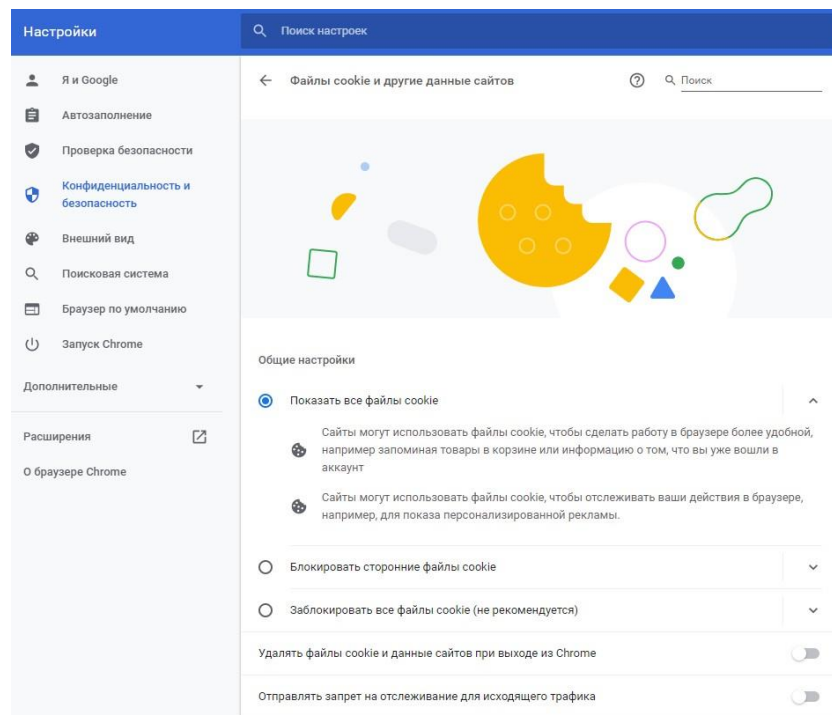 Настройки
Поиск настроек
Я и Google
Автозаполнение
Проверка безопасности
Конфиденциальность и
безопасность
Внешний вид
Поисковая система
Браузер по умолчанию
Запуск Chrome
Дополнительные
Расширения
О браузере Chrome
Файлы cookie и другие данные сайтов
Поиск
Общие настройки
Показать все файлы cookie
Сайты могут использовать файлы cookie, чтобы сделать работу в браузере более удобной,
например запоминая товары в корзине или информацию о том, что вы уже вошли в
аккаунт
Сайты могут использовать файлы cookie, чтобы отслеживать ваши действия в браузере,
например, для показа персонализированной рекламы.
Блокировать сторонние файлы cookie
Заблокировать все файлы cookie (не рекомендуется)
Удалять файлы cookie и данные сайтов при выходе из Chrome
Отправлять запрет на отслеживание для исходящего трафика